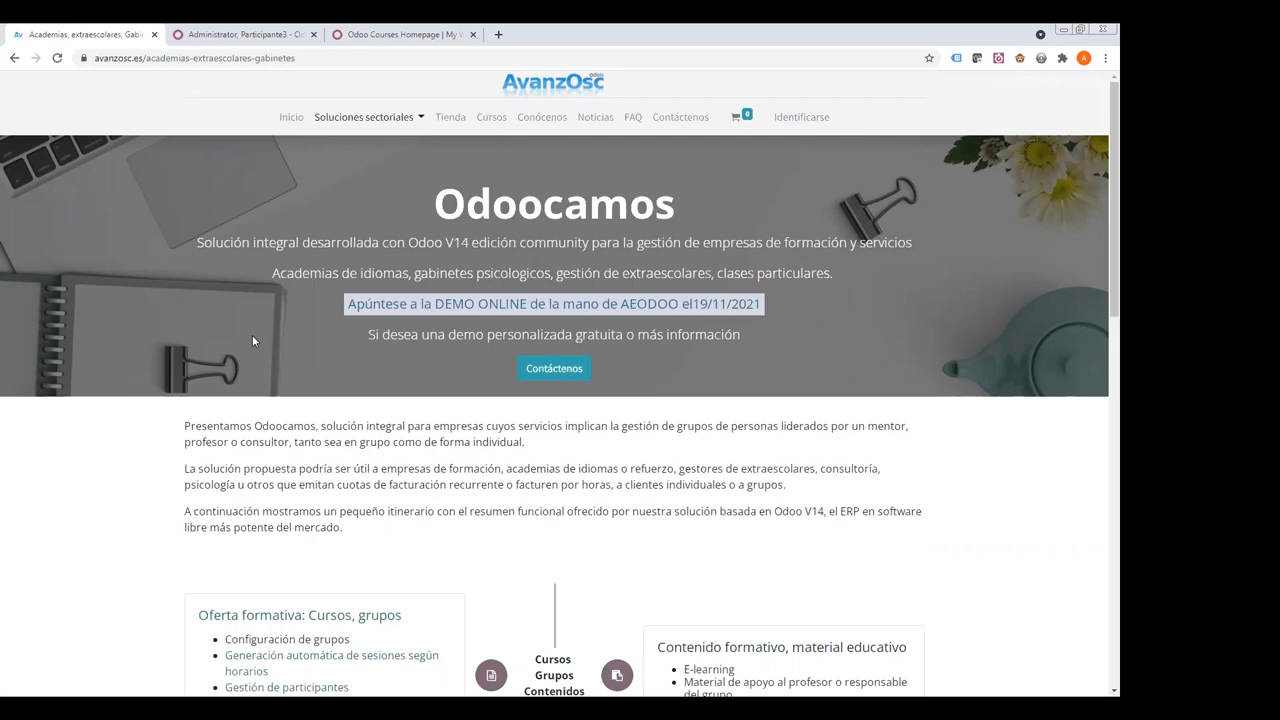 Academias, extraescolares, Gabi
Administrator, Participante3 - Od
Odoo Courses Homepage | My W
avanzosc.es/academias-extraescolares-gabinetes
A
AvanzOsc
odoo
Inicio
Soluciones sectoriales
Tienda
Cursos
Conócenos
Noticias
FAQ
Contáctenos
0
Identificarse
Odoocamos
Solución integral desarrollada con Odoo V14 edición community para la gestión de empresas de formación y servicios
Academias de idiomas, gabinetes psicologicos, gestión de extraescolares, clases particulares.
Apúntese a la DEMO ONLINE de la mano de AEODOO el19/11/2021
Si desea una demo personalizada gratuita o más información
Contáctenos
Presentamos Odoocamos, solución integral para empresas cuyos servicios implican la gestión de grupos de personas liderados por un mentor,
profesor o consultor, tanto sea en grupo como de forma individual.
La solución propuesta podría ser útil a empresas de formación, academias de idiomas o refuerzo, gestores de extraescolares, consultoría,
psicología u otros que emitan cuotas de facturación recurrente o facturen por horas, a clientes individuales o a grupos.
A continuación mostramos un pequeño itinerario con el resumen funcional ofrecido por nuestra solución basada en Odoo V14, el ERP en software
libre más potente del mercado.
Oferta formativa: Cursos, grupos
Configuración de grupos
Generación automática de sesiones según
horarios
Gestión de participantes
Cursos
Grupos
Contenidos
Contenido formativo, material educativo
E-learning
Material de apoyo al profesor o responsable
del grupo